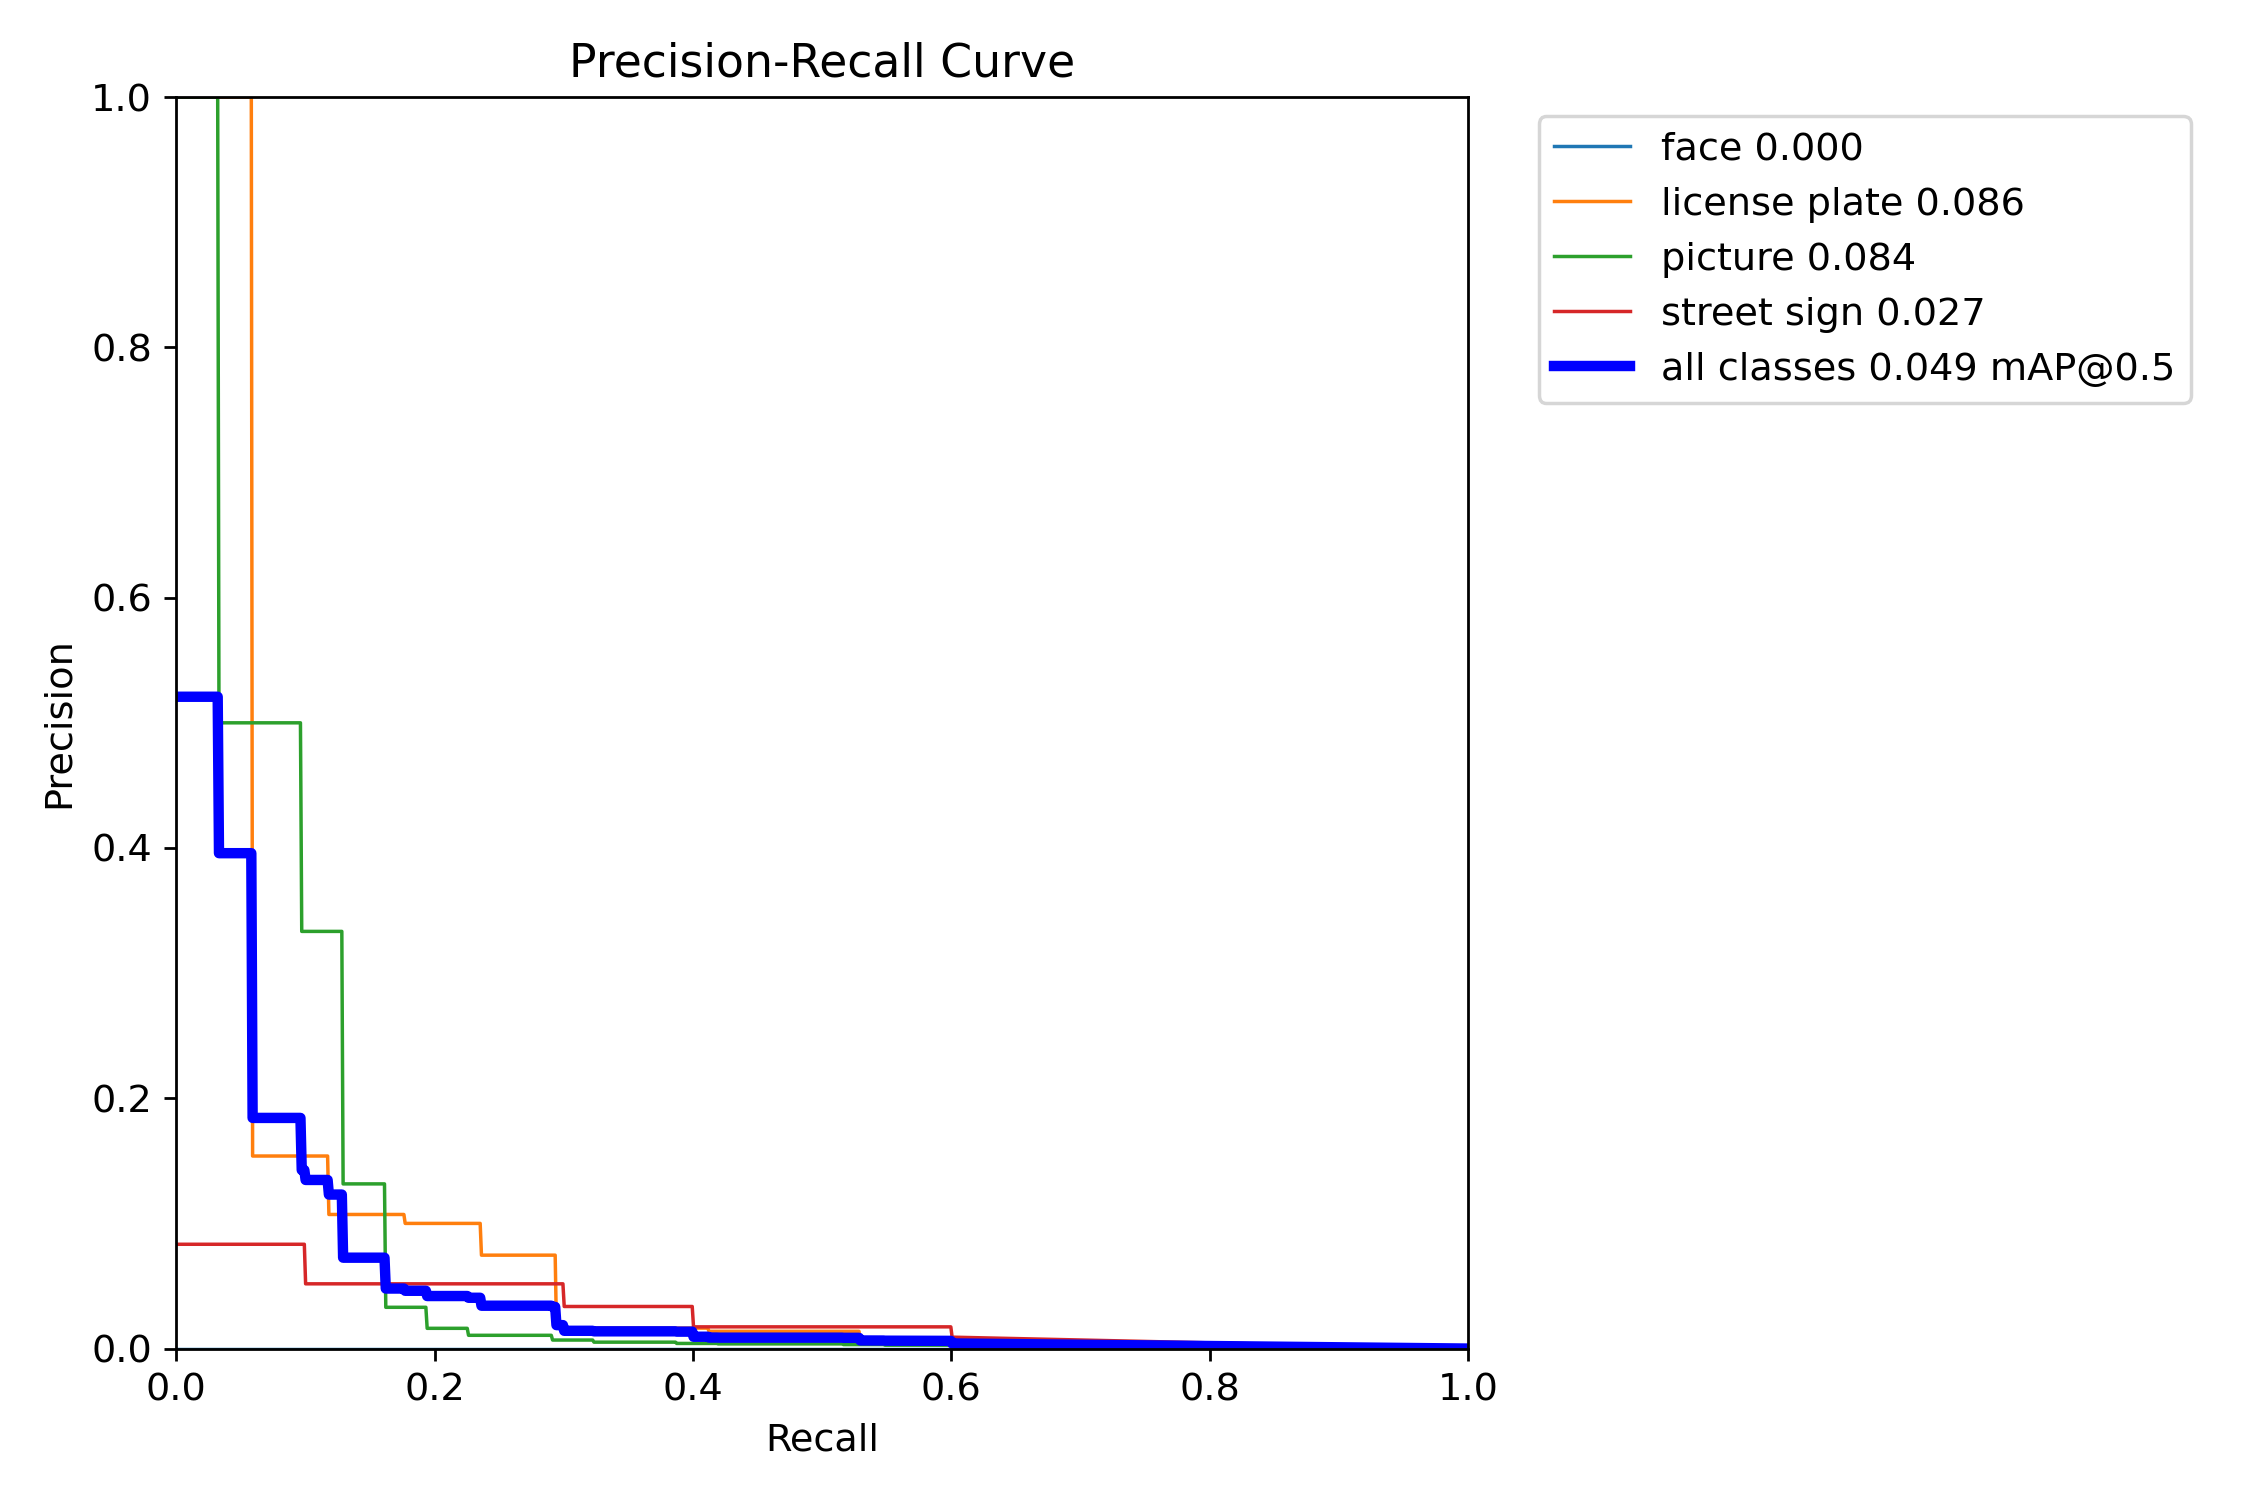 Precision-Recall Curve
1.0
0.8
0.6
0.4
0.2
0.0
Precision
0.0 0.2 0.4 0.6 0.8 1.0
Recall
face 0.000
license plate 0.086
picture 0.084
street sign 0.027
all classes 0.049 mAP@0.5